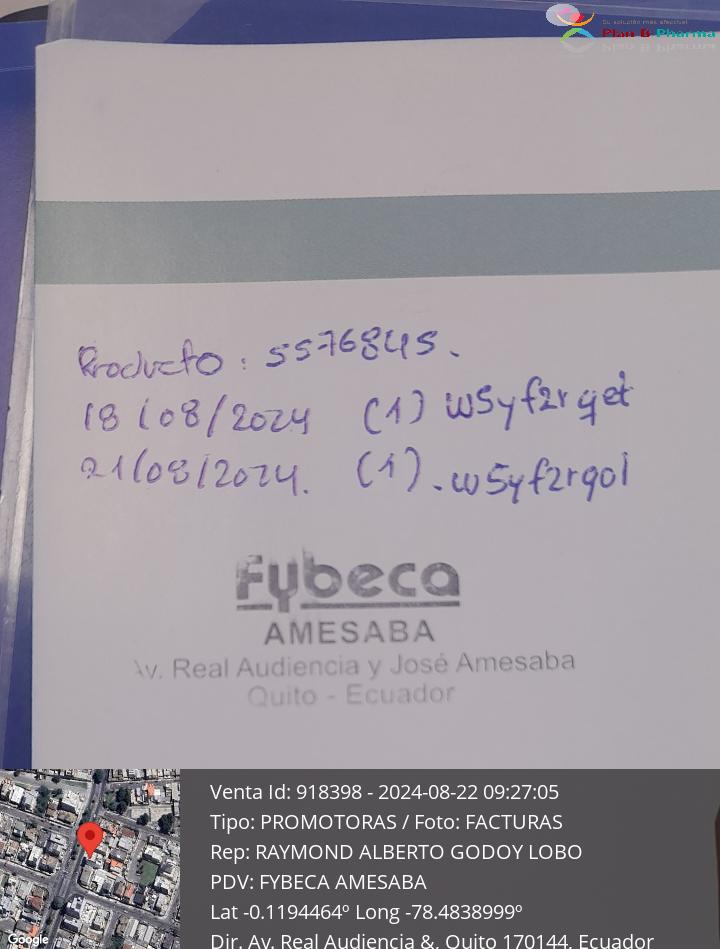 Su solución más efectiva!
Plan B Pharma
Producto: 5576845.
18/08/2024 (1) w5yf2rget
21/08/2024. (1). w5yf2rgol
Fybeca
AMESABA
Av. Real Audiencia y José Amesaba
Quito - Ecuador
Venta Id: 918398 - 2024-08-22 09:27:05
Tipo: PROMOTORAS / Foto: FACTURAS
Rep: RAYMOND ALBERTO GODOY LOBO
PDV: FYBECA AMESABA
Lat -0.1194464º Long -78.4838999º
Dir. Av. Real Audiencia &, Quito 170144, Ecuador
Google